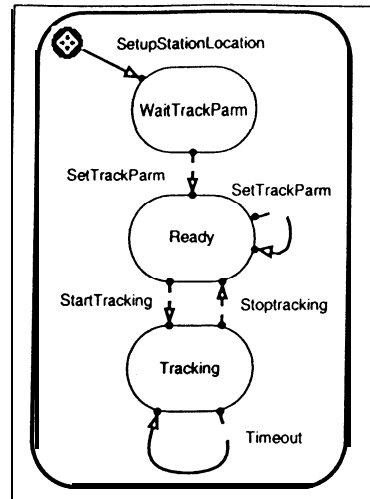 SetupStationLocation
WaitTrackParm
SetTrackParm
SetTrackParm
Ready
StartTracking
Stoptracking
Tracking
Timeout